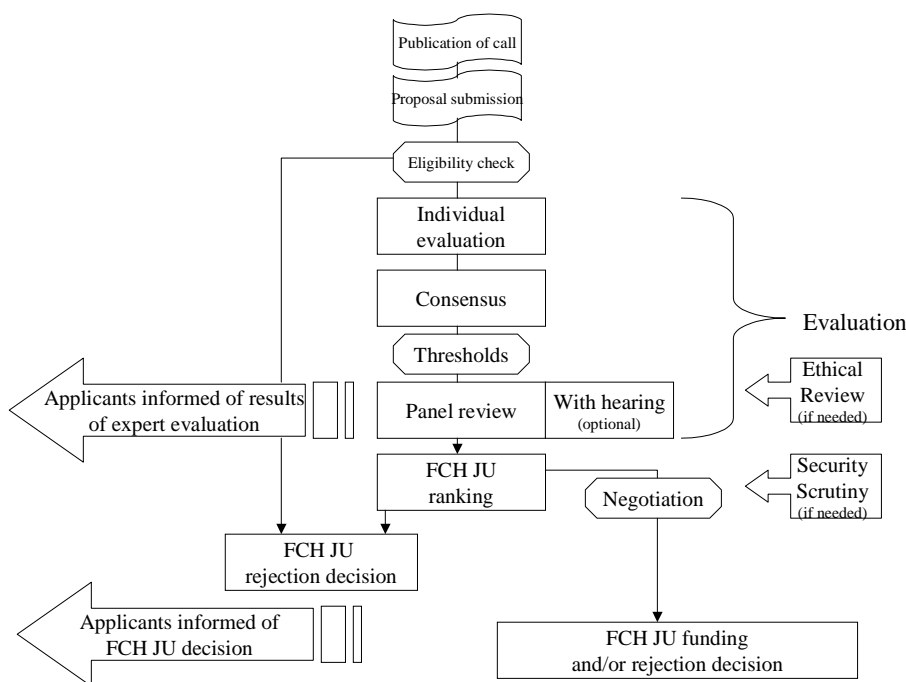 Publication of call
Proposal submission
Eligibility check
Individual
evaluation
Consensus
Evaluation
Thresholds
Ethical
Review
(if needed)
Applicants informed of results
of expert evaluation
Panel review
With hearing
(optional)
FCH JU
ranking
Negotiation
Security
Scrutiny
(if needed)
FCH JU
rejection decision
Applicants informed of
FCH JU decision
FCH JU funding
and/or rejection decision